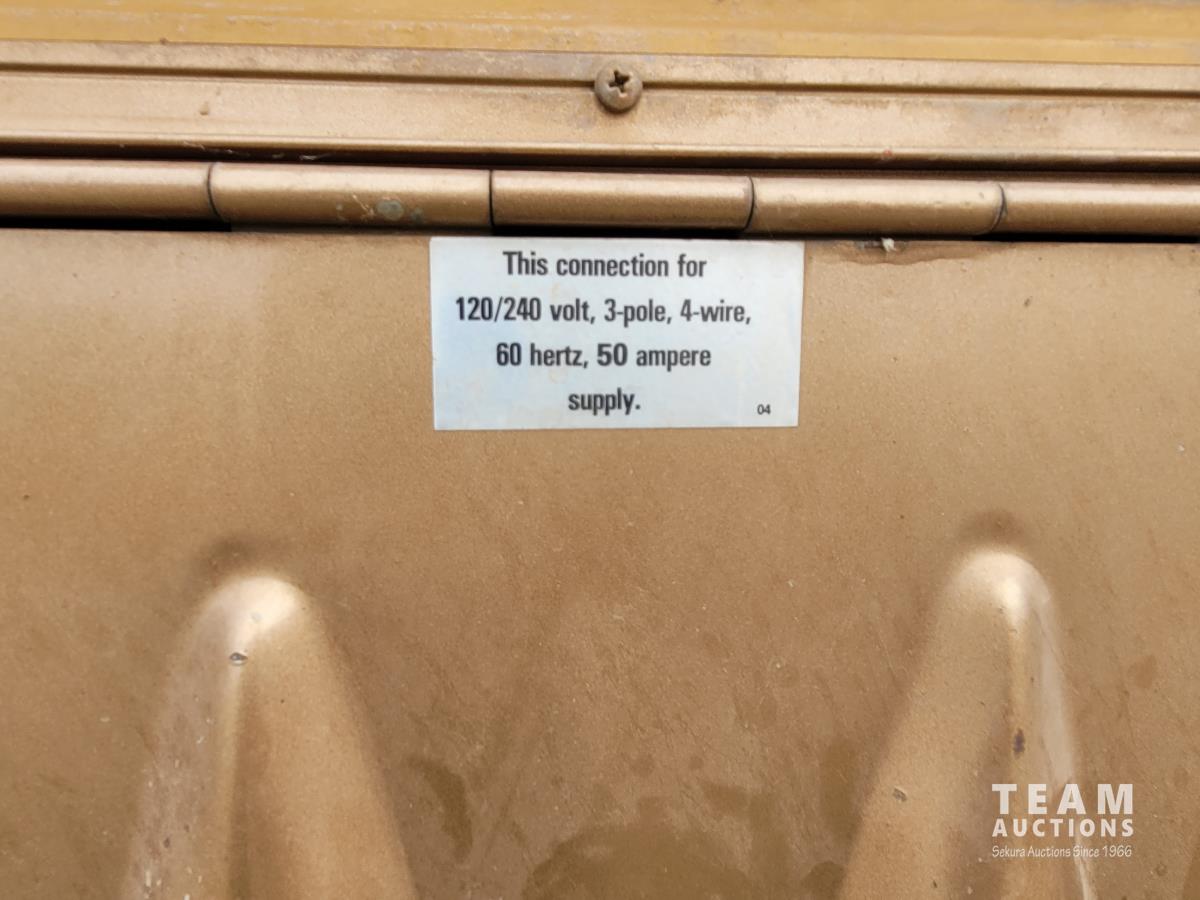 This connection for
120/240 volt, 3-pole, 4-wire,
60 hertz, 50 ampere
supply.
04
TEAM
AUCTIONS
Sekura Auctions Since 1966